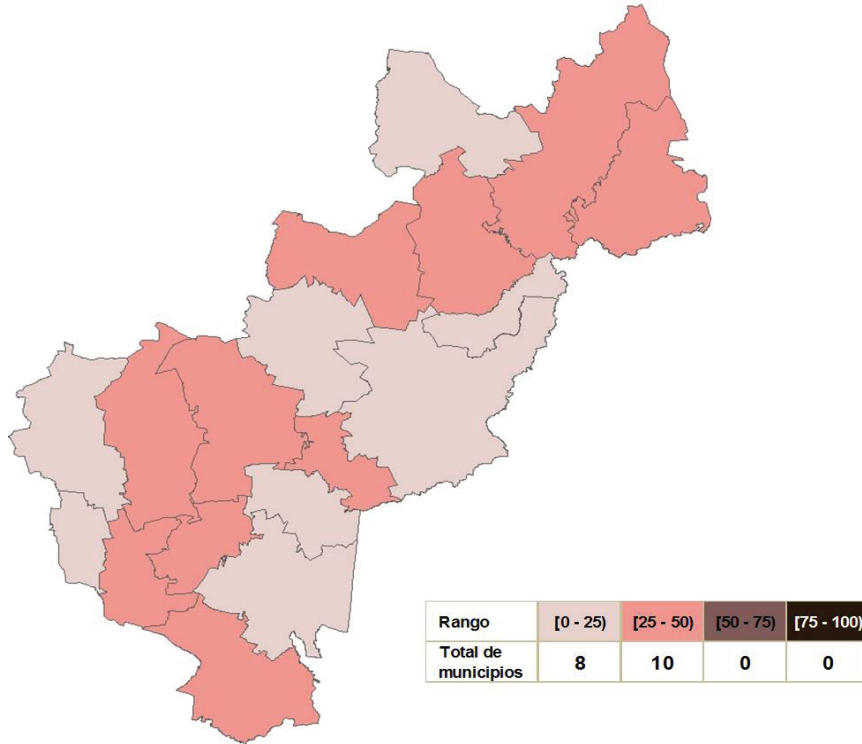 Rango [0 - 25) [25 - 50) [50 - 75) [75 - 100)
Total de
municipios 8 10 0 0